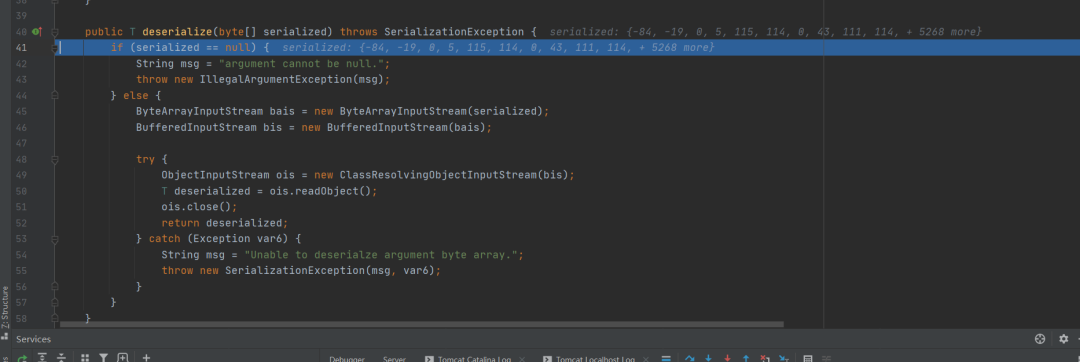 38 }
39
40 public T deserialize(byte[] serialized) throws SerializationException { serialized: {-84, -19, 0, 5, 115, 114, 0, 43, 111, 114, + 5268 more}
41 if (serialized == null) { serialized: {-84, -19, 0, 5, 115, 114, 0, 43, 111, 114, + 5268 more}
42 String msg = "argument cannot be null.";
43 throw new IllegalArgumentException(msg);
44 } else {
45 ByteArrayInputStream bais = new ByteArrayInputStream(serialized);
46 BufferedInputStream bis = new BufferedInputStream(bais);
47
48 try {
49 ObjectInputStream ois = new ClassResolvingObjectInputStream(bis);
50 T deserialized = ois.readObject();
51 ois.close();
52 return deserialized;
53 } catch (Exception var6) {
54 String msg = "Unable to deserialze argument byte array.";
55 throw new SerializationException(msg, var6);
56 }
57 }
58 }
Z: Structure
Services
Debugger Server Tomcat Catalina Log × Tomcat Localhost Log ×